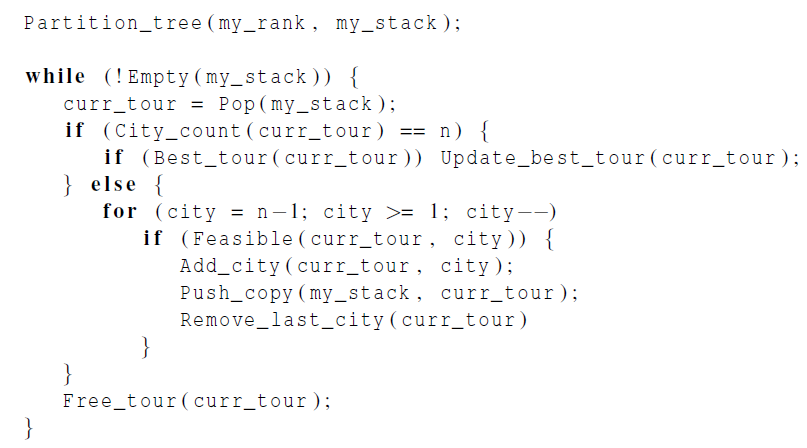 Partition_tree(my_rank, my_stack);

while (!Empty(my_stack)) {
   curr_tour = Pop(my_stack);
   if (City_count(curr_tour) == n) {
      if (Best_tour(curr_tour)) Update_best_tour(curr_tour);
   } else {
      for (city = n-1; city >= 1; city--)
         if (Feasible(curr_tour, city)) {
            Add_city(curr_tour, city);
            Push_copy(my_stack, curr_tour);
            Remove_last_city(curr_tour)
         }
   }
   Free_tour(curr_tour);
}